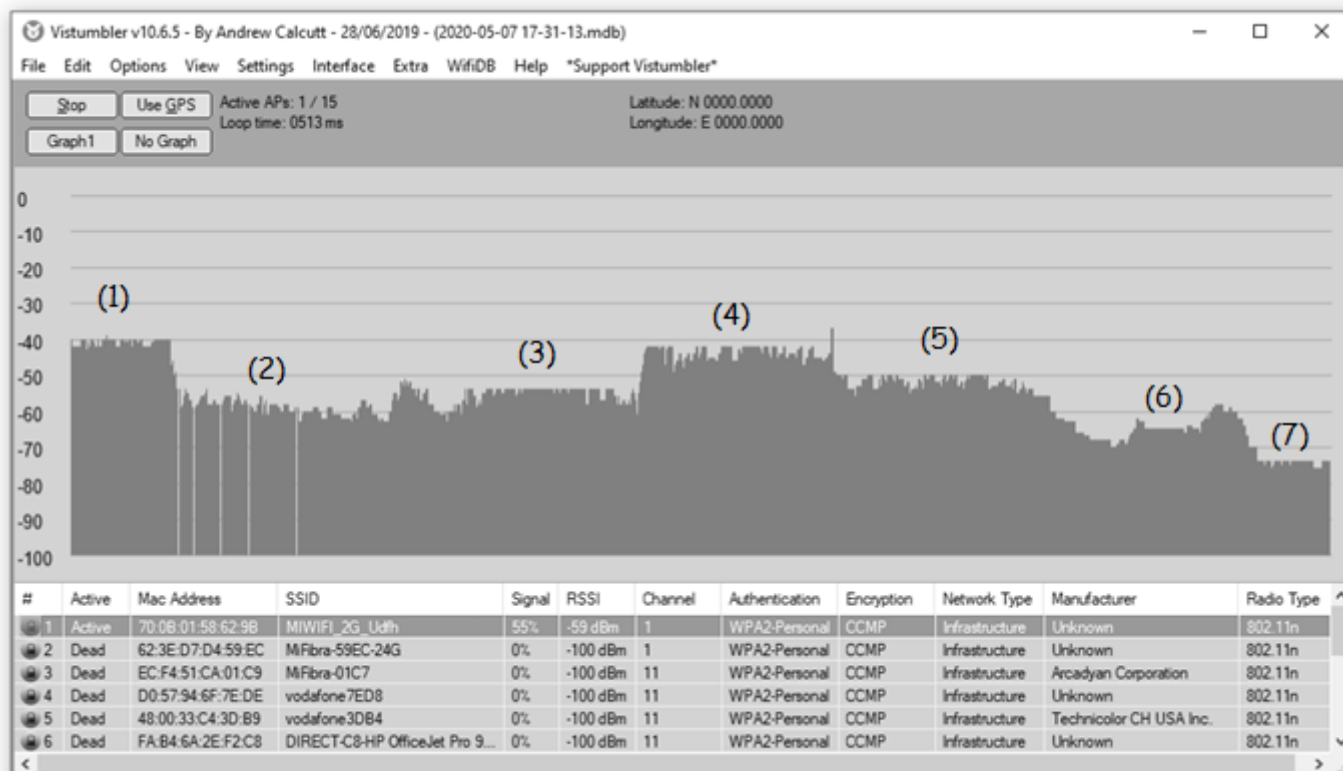 Vistumbler v10.6.5 - By Andrew Calcutt - 28/06/2019 - (2020-05-07 17-31-13.mdb)
File Edit Options View Settings Interface Extra WifiDB Help *Support Vistumbler*
Stop Use GPS Active APs: 1 / 15 Latitude: N 0000.0000
Loop time: 0513 ms Longitude: E 0000.0000
Graph1 No Graph
0
-10
-20
-30
-40
-50
-60
-70
-80
-90
-100
(1)
(2)
(3)
(4)
(5)
(6)
(7)
# Active Mac Address SSID Signal RSSI Channel Authentication Encryption Network Type Manufacturer Radio Type
1 Active 70:0B:01:58:62:9B MIWIFI_2G_Udfh 55% -59 dBm 1 WPA2-Personal CCMP Infrastructure Unknown 802.11n
2 Dead 62:3E:D7:D4:59:EC MiFibra-59EC-24G 0% -100 dBm 1 WPA2-Personal CCMP Infrastructure Unknown 802.11n
3 Dead EC:F4:51:CA:01:C9 MiFibra-01C7 0% -100 dBm 11 WPA2-Personal CCMP Infrastructure Arcadyan Corporation 802.11n
4 Dead D0:57:94:6F:7E:DE vodafone7ED8 0% -100 dBm 11 WPA2-Personal CCMP Infrastructure Unknown 802.11n
5 Dead 48:00:33:C4:3D:B9 vodafone3DB4 0% -100 dBm 11 WPA2-Personal CCMP Infrastructure Technicolor CH USA Inc. 802.11n
6 Dead FA:B4:6A:2E:F2:C8 DIRECT-C8-HP OfficeJet Pro 9... 0% -100 dBm 11 WPA2-Personal CCMP Infrastructure Unknown 802.11n